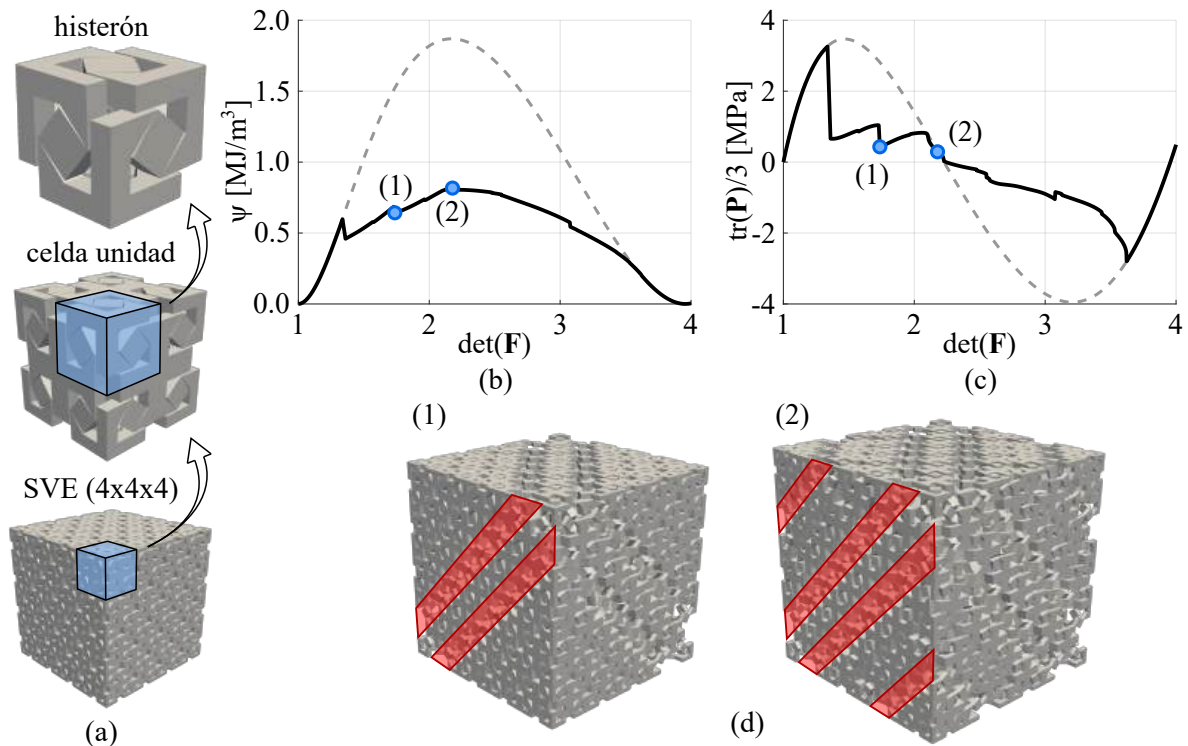 histerón
celda unidad
SVE (4x4x4)
(a)
2.0
1.5
1.0
0.5
0.0
ψ [MJ/m³]
(1)
(2)
1
2
3
4
det(F)
(b)
4
2
0
-2
-4
tr(P)/3 [MPa]
(1)
(2)
1
2
3
4
det(F)
(c)
(1)
(2)
(d)